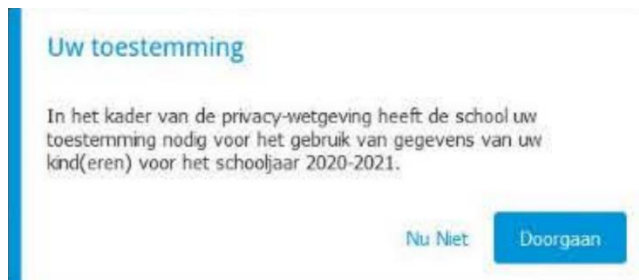 Uw toestemming
In het kader van de privacy-wetgeving heeft de school uw
toestemming nodig voor het gebruik van gegevens van uw
kind(eren) voor het schooljaar 2020-2021.
Nu Niet Doorgaan